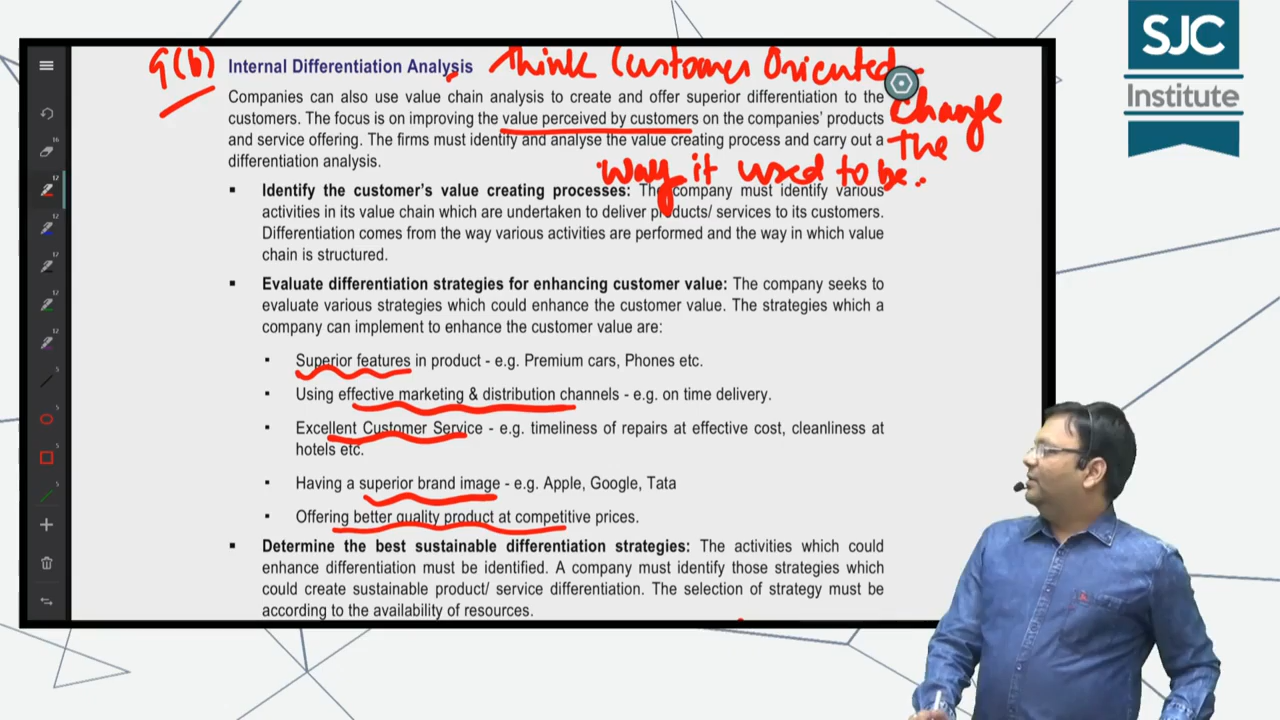 SJC
Institute
9(b) Internal Differentiation Analysis Think Customer Oriented
Companies can also use value chain analysis to create and offer superior differentiation to the
change
customers. The focus is on improving the value perceived by customers on the companies' products
and service offering. The firms must identify and analyse the value creating process and carry out a
the
differentiation analysis.
way it used to be..
▪ Identify the customer's value creating processes: The company must identify various
activities in its value chain which are undertaken to deliver products/ services to its customers.
Differentiation comes from the way various activities are performed and the way in which value
chain is structured.
▪ Evaluate differentiation strategies for enhancing customer value: The company seeks to
evaluate various strategies which could enhance the customer value. The strategies which a
company can implement to enhance the customer value are:
▪ Superior features in product - e.g. Premium cars, Phones etc.
▪ Using effective marketing & distribution channels - e.g. on time delivery.
▪ Excellent Customer Service - e.g. timeliness of repairs at effective cost, cleanliness at
hotels etc.
▪ Having a superior brand image - e.g. Apple, Google, Tata
▪ Offering better quality product at competitive prices.
▪ Determine the best sustainable differentiation strategies: The activities which could
enhance differentiation must be identified. A company must identify those strategies which
could create sustainable product/ service differentiation. The selection of strategy must be
according to the availability of resources.